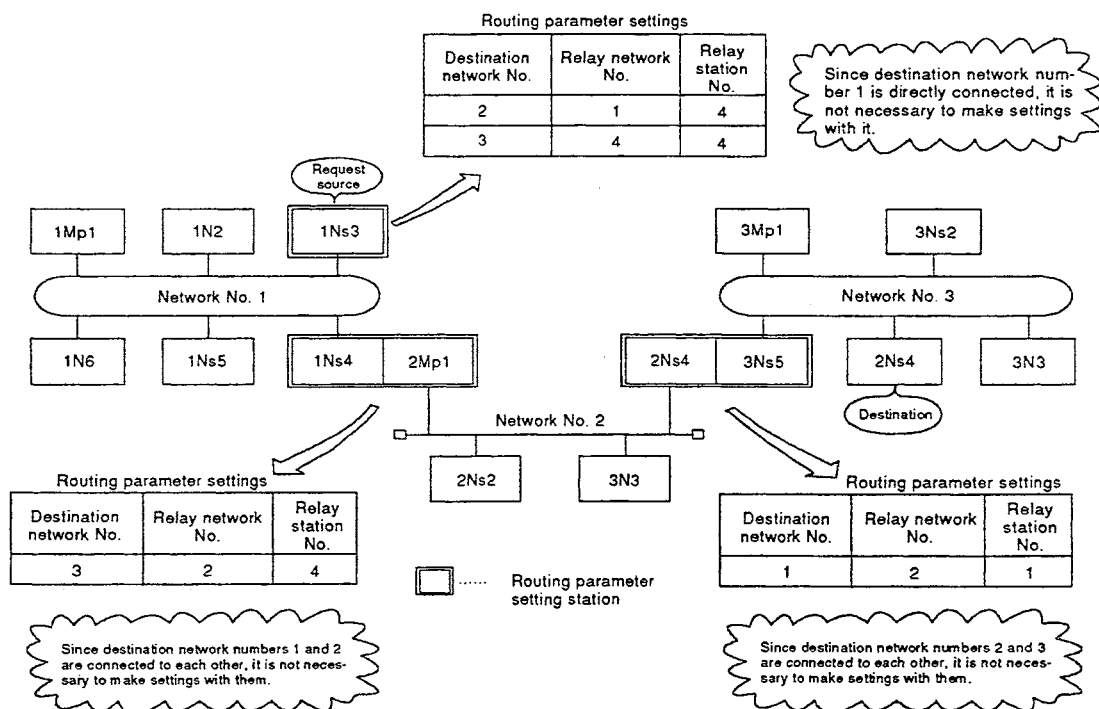 Routing parameter settings
Destination network No. Relay network No. Relay station No.
2 1 4
3 4 4
Since destination network num-
ber 1 is directly connected, it is
not necessary to make settings
with it.
Request
source
1Mp1 1N2 1Ns3
Network No. 1
1N6 1Ns5 1Ns4 2Mp1
3Mp1 3Ns2
Network No. 3
2Ns4 3Ns5 2Ns4 3N3
Destination
Network No. 2
2Ns2 3N3
Routing parameter settings
Destination network No. Relay network No. Relay station No.
3 2 4
Since destination network numbers 1 and 2
are connected to each other, it is not neces-
sary to make settings with them.
Routing parameter
setting station
Routing parameter settings
Destination network No. Relay network No. Relay station No.
1 2 1
Since destination network numbers 2 and 3
are connected to each other, it is not neces-
sary to make settings with them.